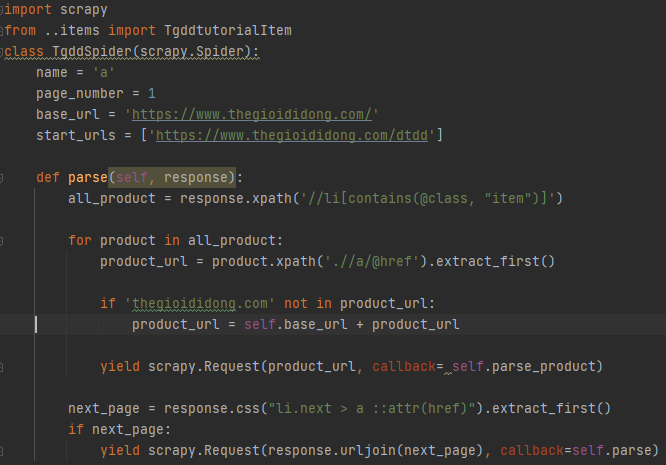 import scrapy
from ..items import TgddtutorialItem
class TgddSpider(scrapy.Spider):
    name = 'a'
    page_number = 1
    base_url = 'https://www.thegioididong.com/'
    start_urls = ['https://www.thegioididong.com/dtdd']

    def parse(self, response):
        all_product = response.xpath('//li[contains(@class, "item")]')

        for product in all_product:
            product_url = product.xpath('.//a/@href').extract_first()

            if 'thegioididong.com' not in product_url:
                product_url = self.base_url + product_url

            yield scrapy.Request(product_url, callback= self.parse_product)

        next_page = response.css("li.next > a ::attr(href)").extract_first()
        if next_page:
            yield scrapy.Request(response.urljoin(next_page), callback=self.parse)